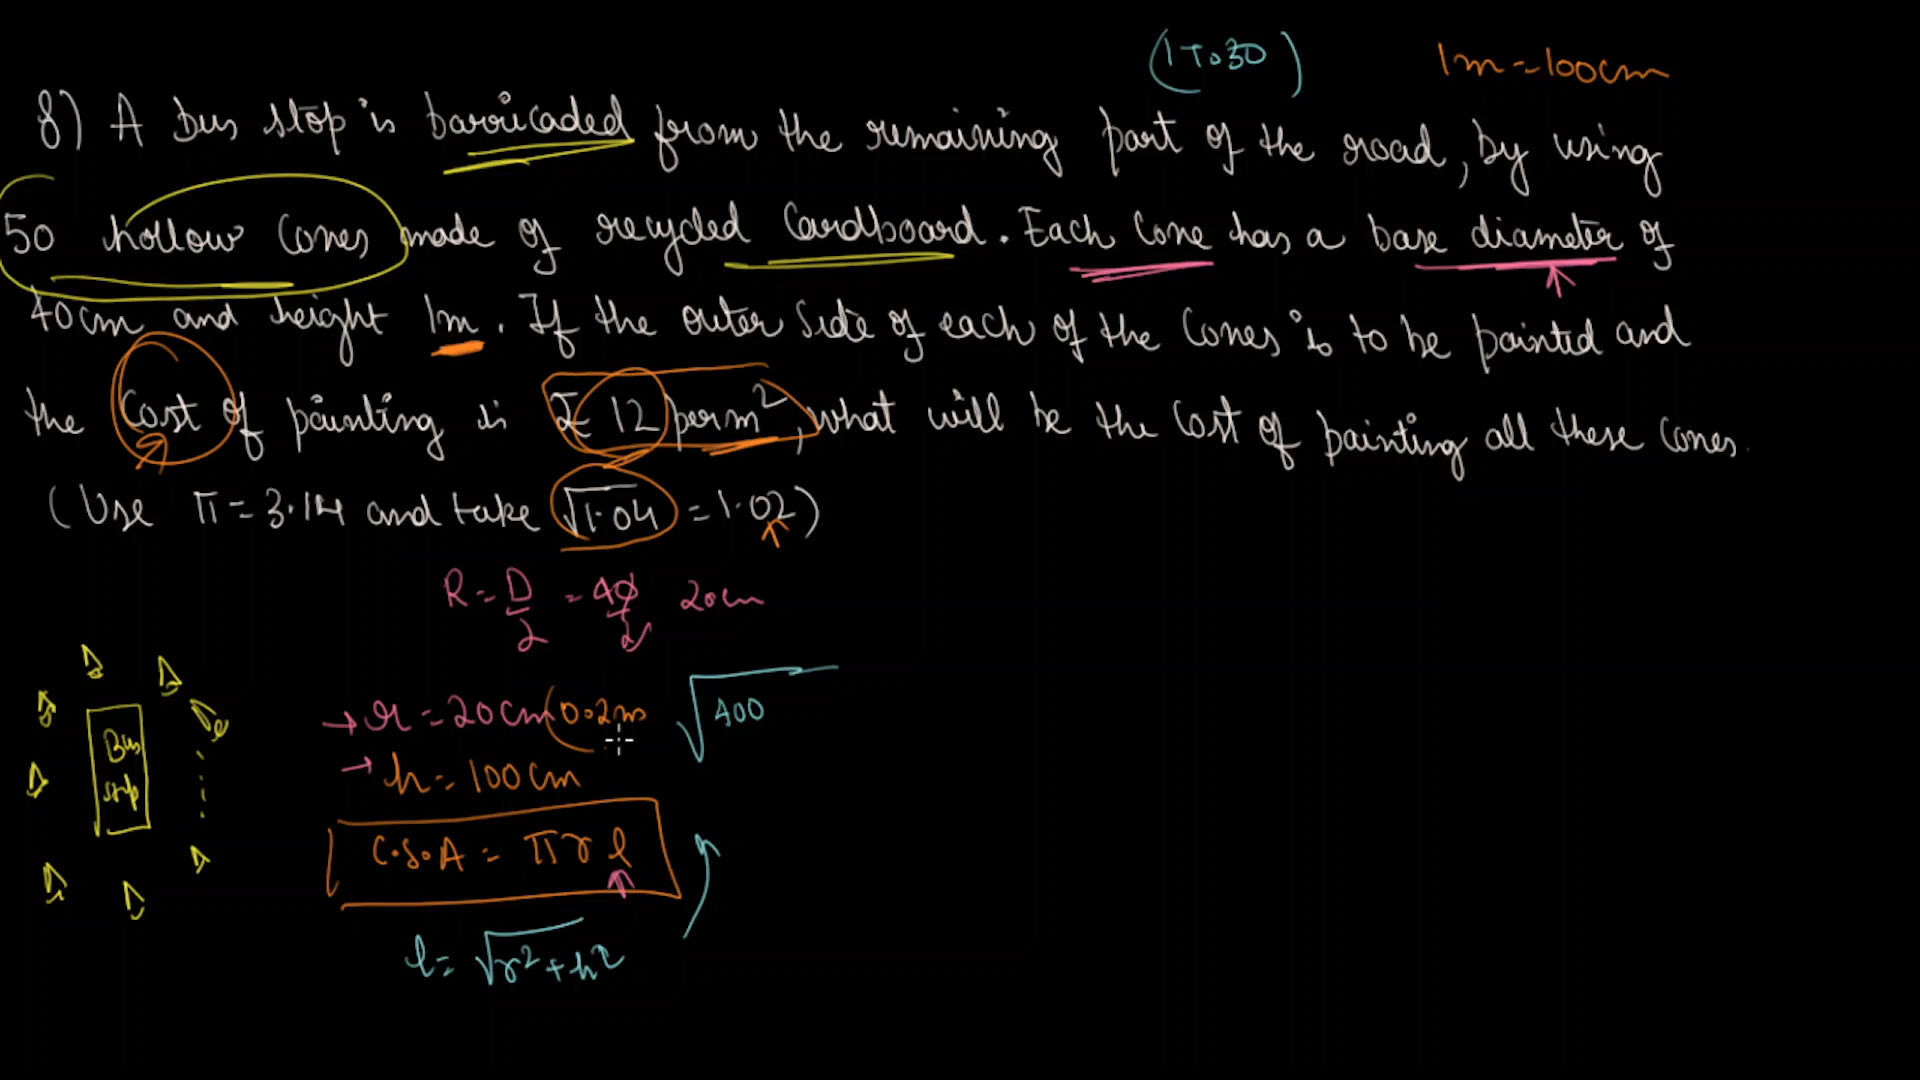 (1 To 30)
1m = 100cm
8) A bus stop is barricaded from the remaining part of the road, by using
50 hollow cones made of recycled Cardboard. Each Cone has a base diameter of
40cm and height 1m. If the outer side of each of the Cones is to be painted and
the Cost of painting is ₹ 12 per m², what will be the cost of painting all these cones.
(Use π = 3.14 and take √1.04 = 1.02)
R = D/2 = 40/2 20cm
→ r = 20cm (0.2m √400
→ h = 100cm
Bus stop
C.S.A = πrl
l = √r²+h²